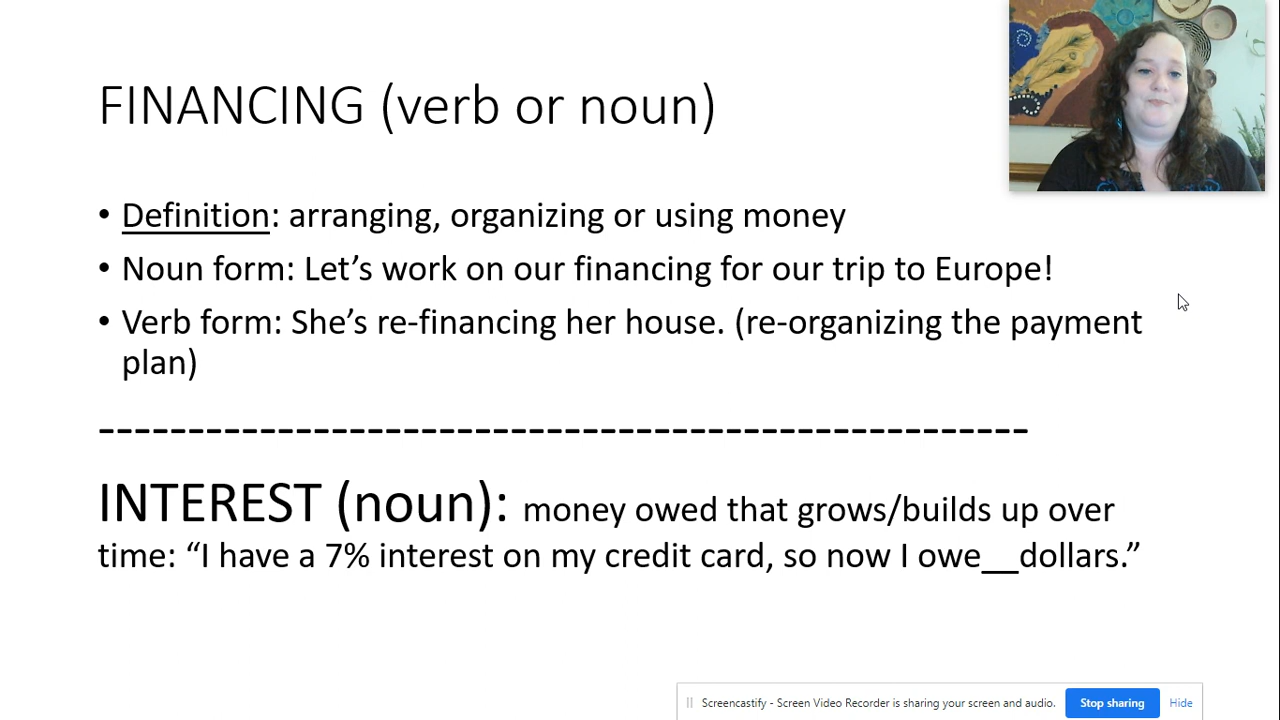 FINANCING (verb or noun)
• Definition: arranging, organizing or using money
• Noun form: Let’s work on our financing for our trip to Europe!
• Verb form: She’s re-financing her house. (re-organizing the payment
plan)
----------------------------------------------------
INTEREST (noun): money owed that grows/builds up over
time: “I have a 7% interest on my credit card, so now I owe__dollars.”
Screencastify - Screen Video Recorder is sharing your screen and audio. Stop sharing Hide